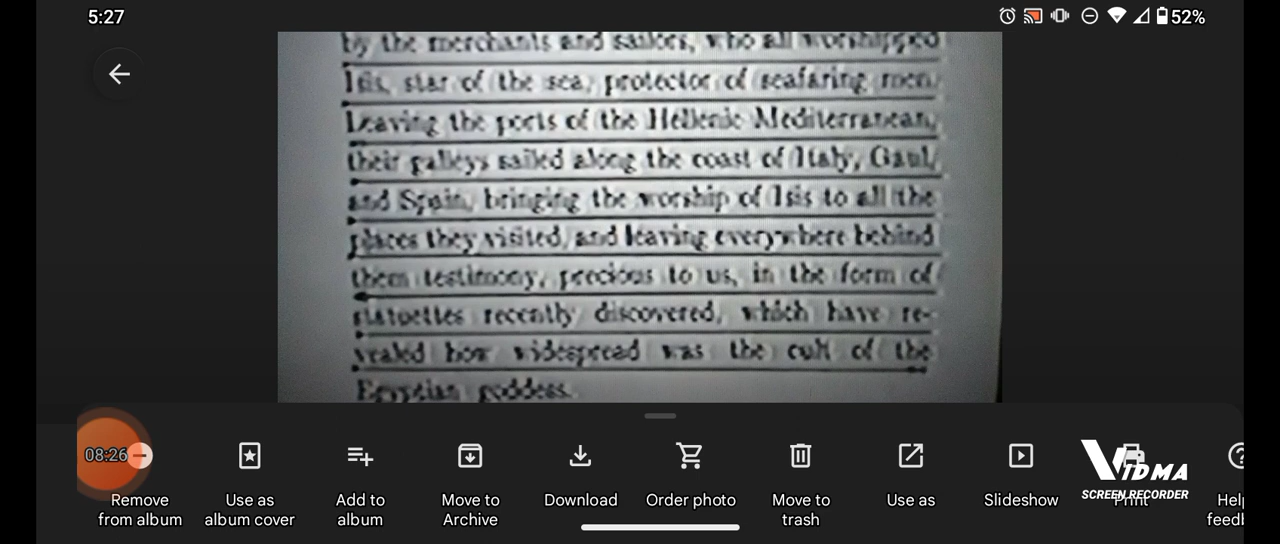 5:27
52%
by the merchants and sailors, who all worshipped
Isis, star of the sea, protector of seafaring men.
Leaving the ports of the Hellenic Mediterranean,
their galleys sailed along the coast of Italy, Gaul,
and Spain, bringing the worship of Isis to all the
places they visited, and leaving everywhere behind
them testimony, precious to us, in the form of
statuettes recently discovered, which have re-
vealed how widespread was the cult of the
Egyptian goddess.
08:26
Remove
from album
Use as
album cover
Add to
album
Move to
Archive
Download
Order photo
Move to
trash
Use as
Slideshow
Print
VIDMA
SCREEN RECORDER
Help
feedb